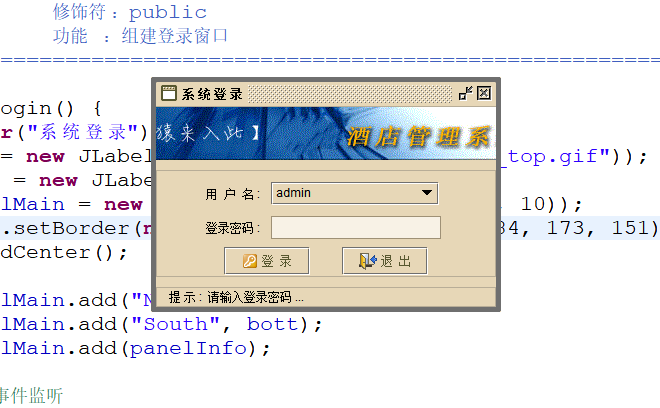 修饰符：public
功能 ：组建登录窗口
=====================================================
ogin() {
r("系统登录")
= new JLabel
_top.gif"));
= new JLa
lMain = new
10));
.setBorder(n
84, 173, 151)
dCenter();
lMain.add("N
lMain.add("South", bott);
lMain.add(panelInfo);
事件监听
系统登录
猿来入此】
酒店管理系
用 户 名：
admin
登录密码：
登 录
退 出
提示：请输入登录密码 ...